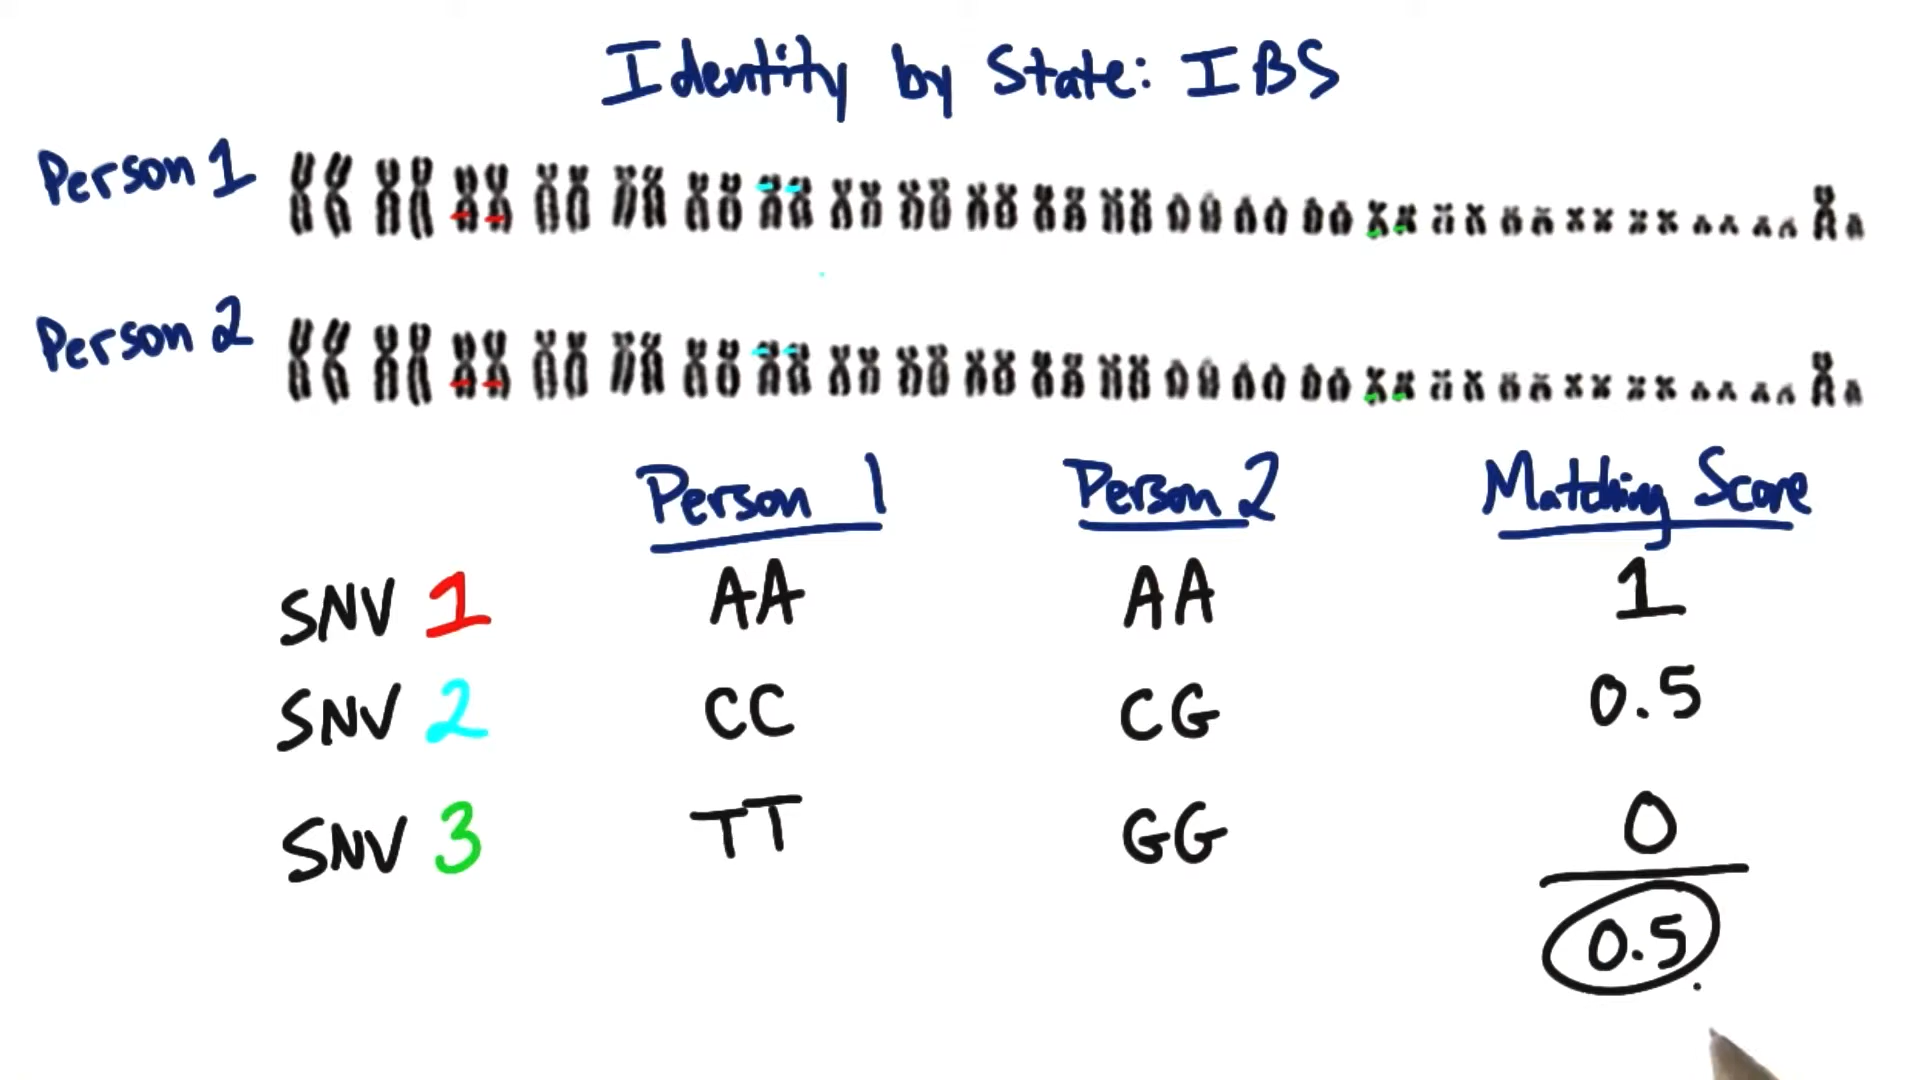 Identity by State: IBS
Person 1
Person 2
Person 1 Person 2 Matching Score
SNV 1 AA AA 1
SNV 2 CC CG 0.5
SNV 3 TT GG 0
0.5